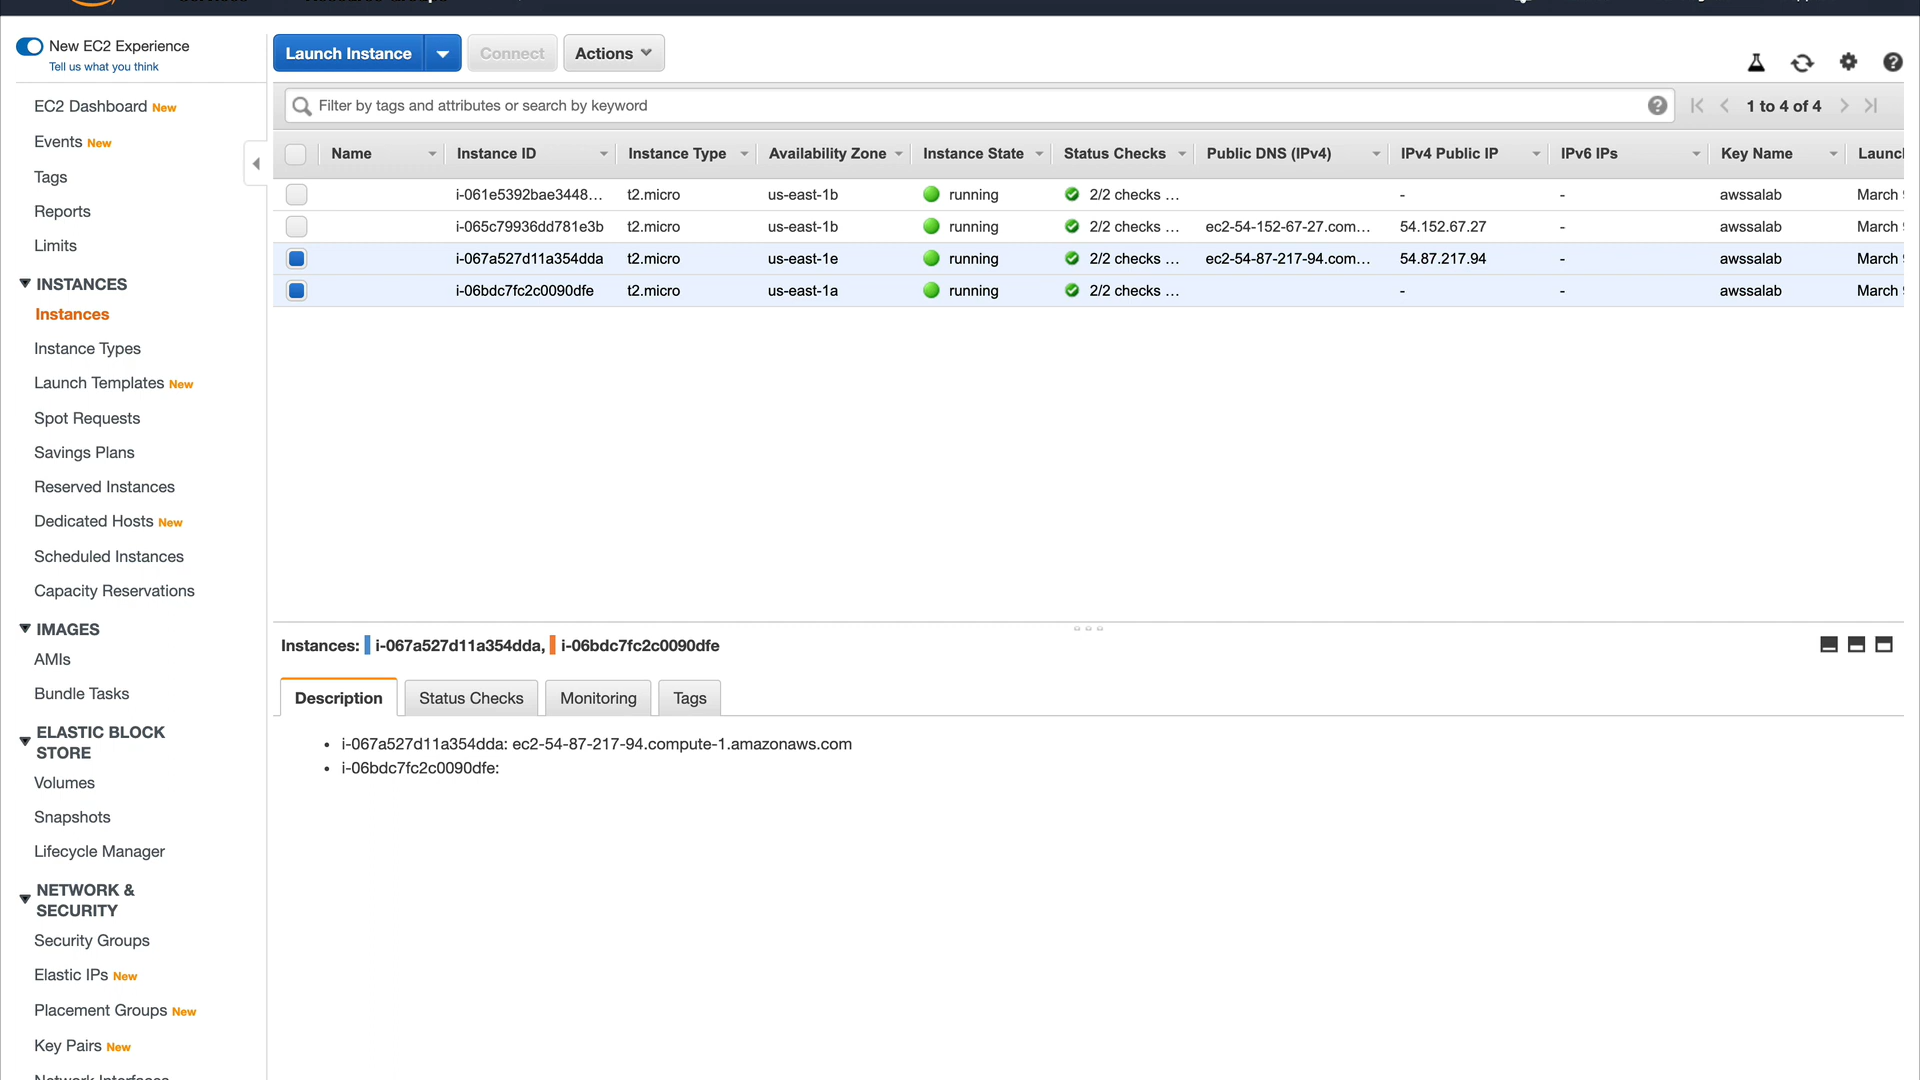 New EC2 Experience
Tell us what you think
EC2 Dashboard New
Events New
Tags
Reports
Limits
INSTANCES
Instances
Instance Types
Launch Templates New
Spot Requests
Savings Plans
Reserved Instances
Dedicated Hosts New
Scheduled Instances
Capacity Reservations
IMAGES
AMIs
Bundle Tasks
ELASTIC BLOCK
STORE
Volumes
Snapshots
Lifecycle Manager
NETWORK &
SECURITY
Security Groups
Elastic IPs New
Placement Groups New
Key Pairs New
Launch Instance Connect Actions
Filter by tags and attributes or search by keyword 1 to 4 of 4
Name Instance ID Instance Type Availability Zone Instance State Status Checks Public DNS (IPv4) IPv4 Public IP IPv6 IPs Key Name Launc
i-061e5392bae3448... t2.micro us-east-1b running 2/2 checks ... - - awssalab March
i-065c79936dd781e3b t2.micro us-east-1b running 2/2 checks ... ec2-54-152-67-27.com... 54.152.67.27 - awssalab March
i-067a527d11a354dda t2.micro us-east-1e running 2/2 checks ... ec2-54-87-217-94.com... 54.87.217.94 - awssalab March
i-06bdc7fc2c0090dfe t2.micro us-east-1a running 2/2 checks ... - - awssalab March
Instances: i-067a527d11a354dda, i-06bdc7fc2c0090dfe
Description Status Checks Monitoring Tags
• i-067a527d11a354dda: ec2-54-87-217-94.compute-1.amazonaws.com
• i-06bdc7fc2c0090dfe: